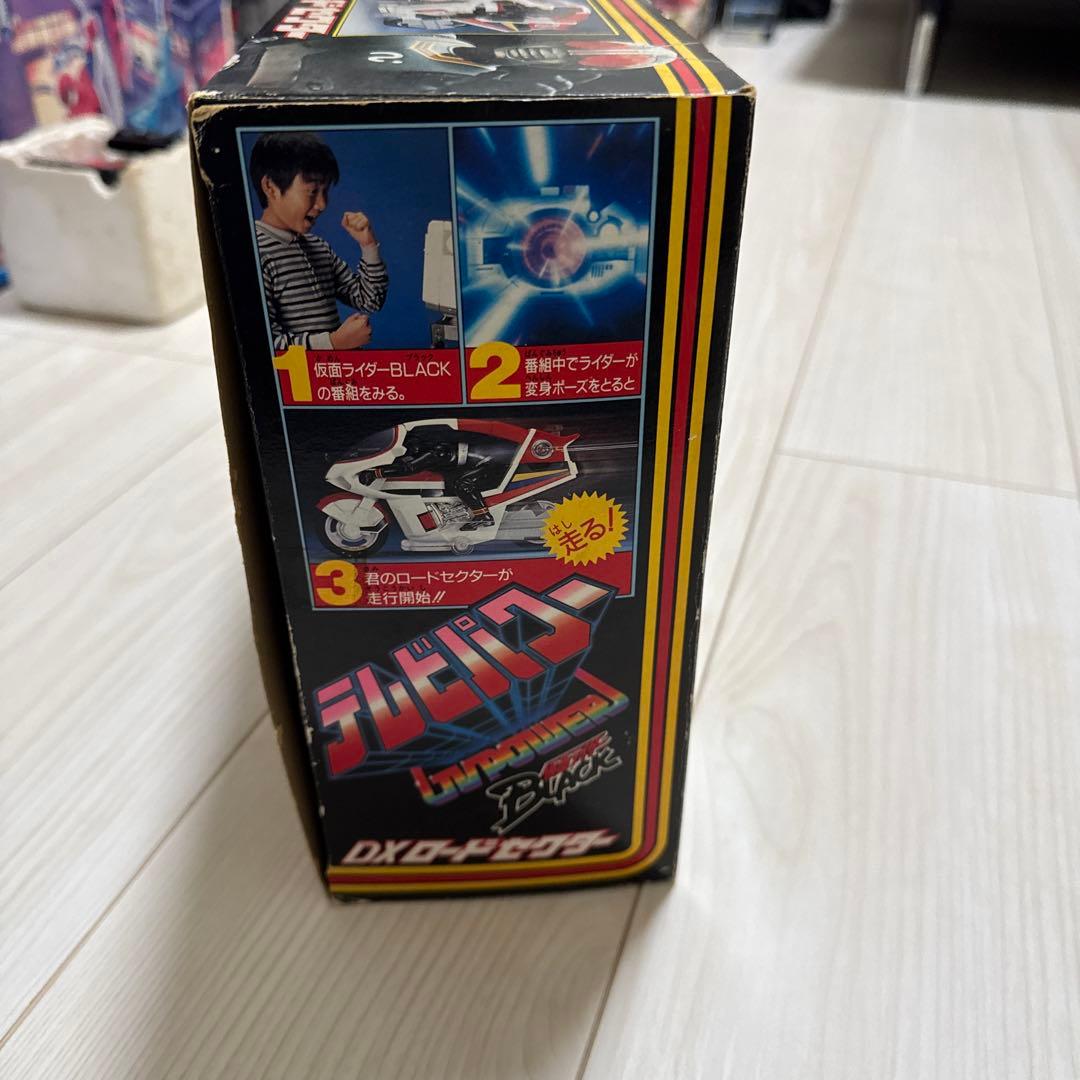 1
仮面ライダーBLACK
の番組をみる。
2
番組中でライダーが
変身ポーズをとると
はし
走る!
3
君のロードセクターが
走行開始!!
テレビパワー
TV POWER
BLACK
DXロードセクター